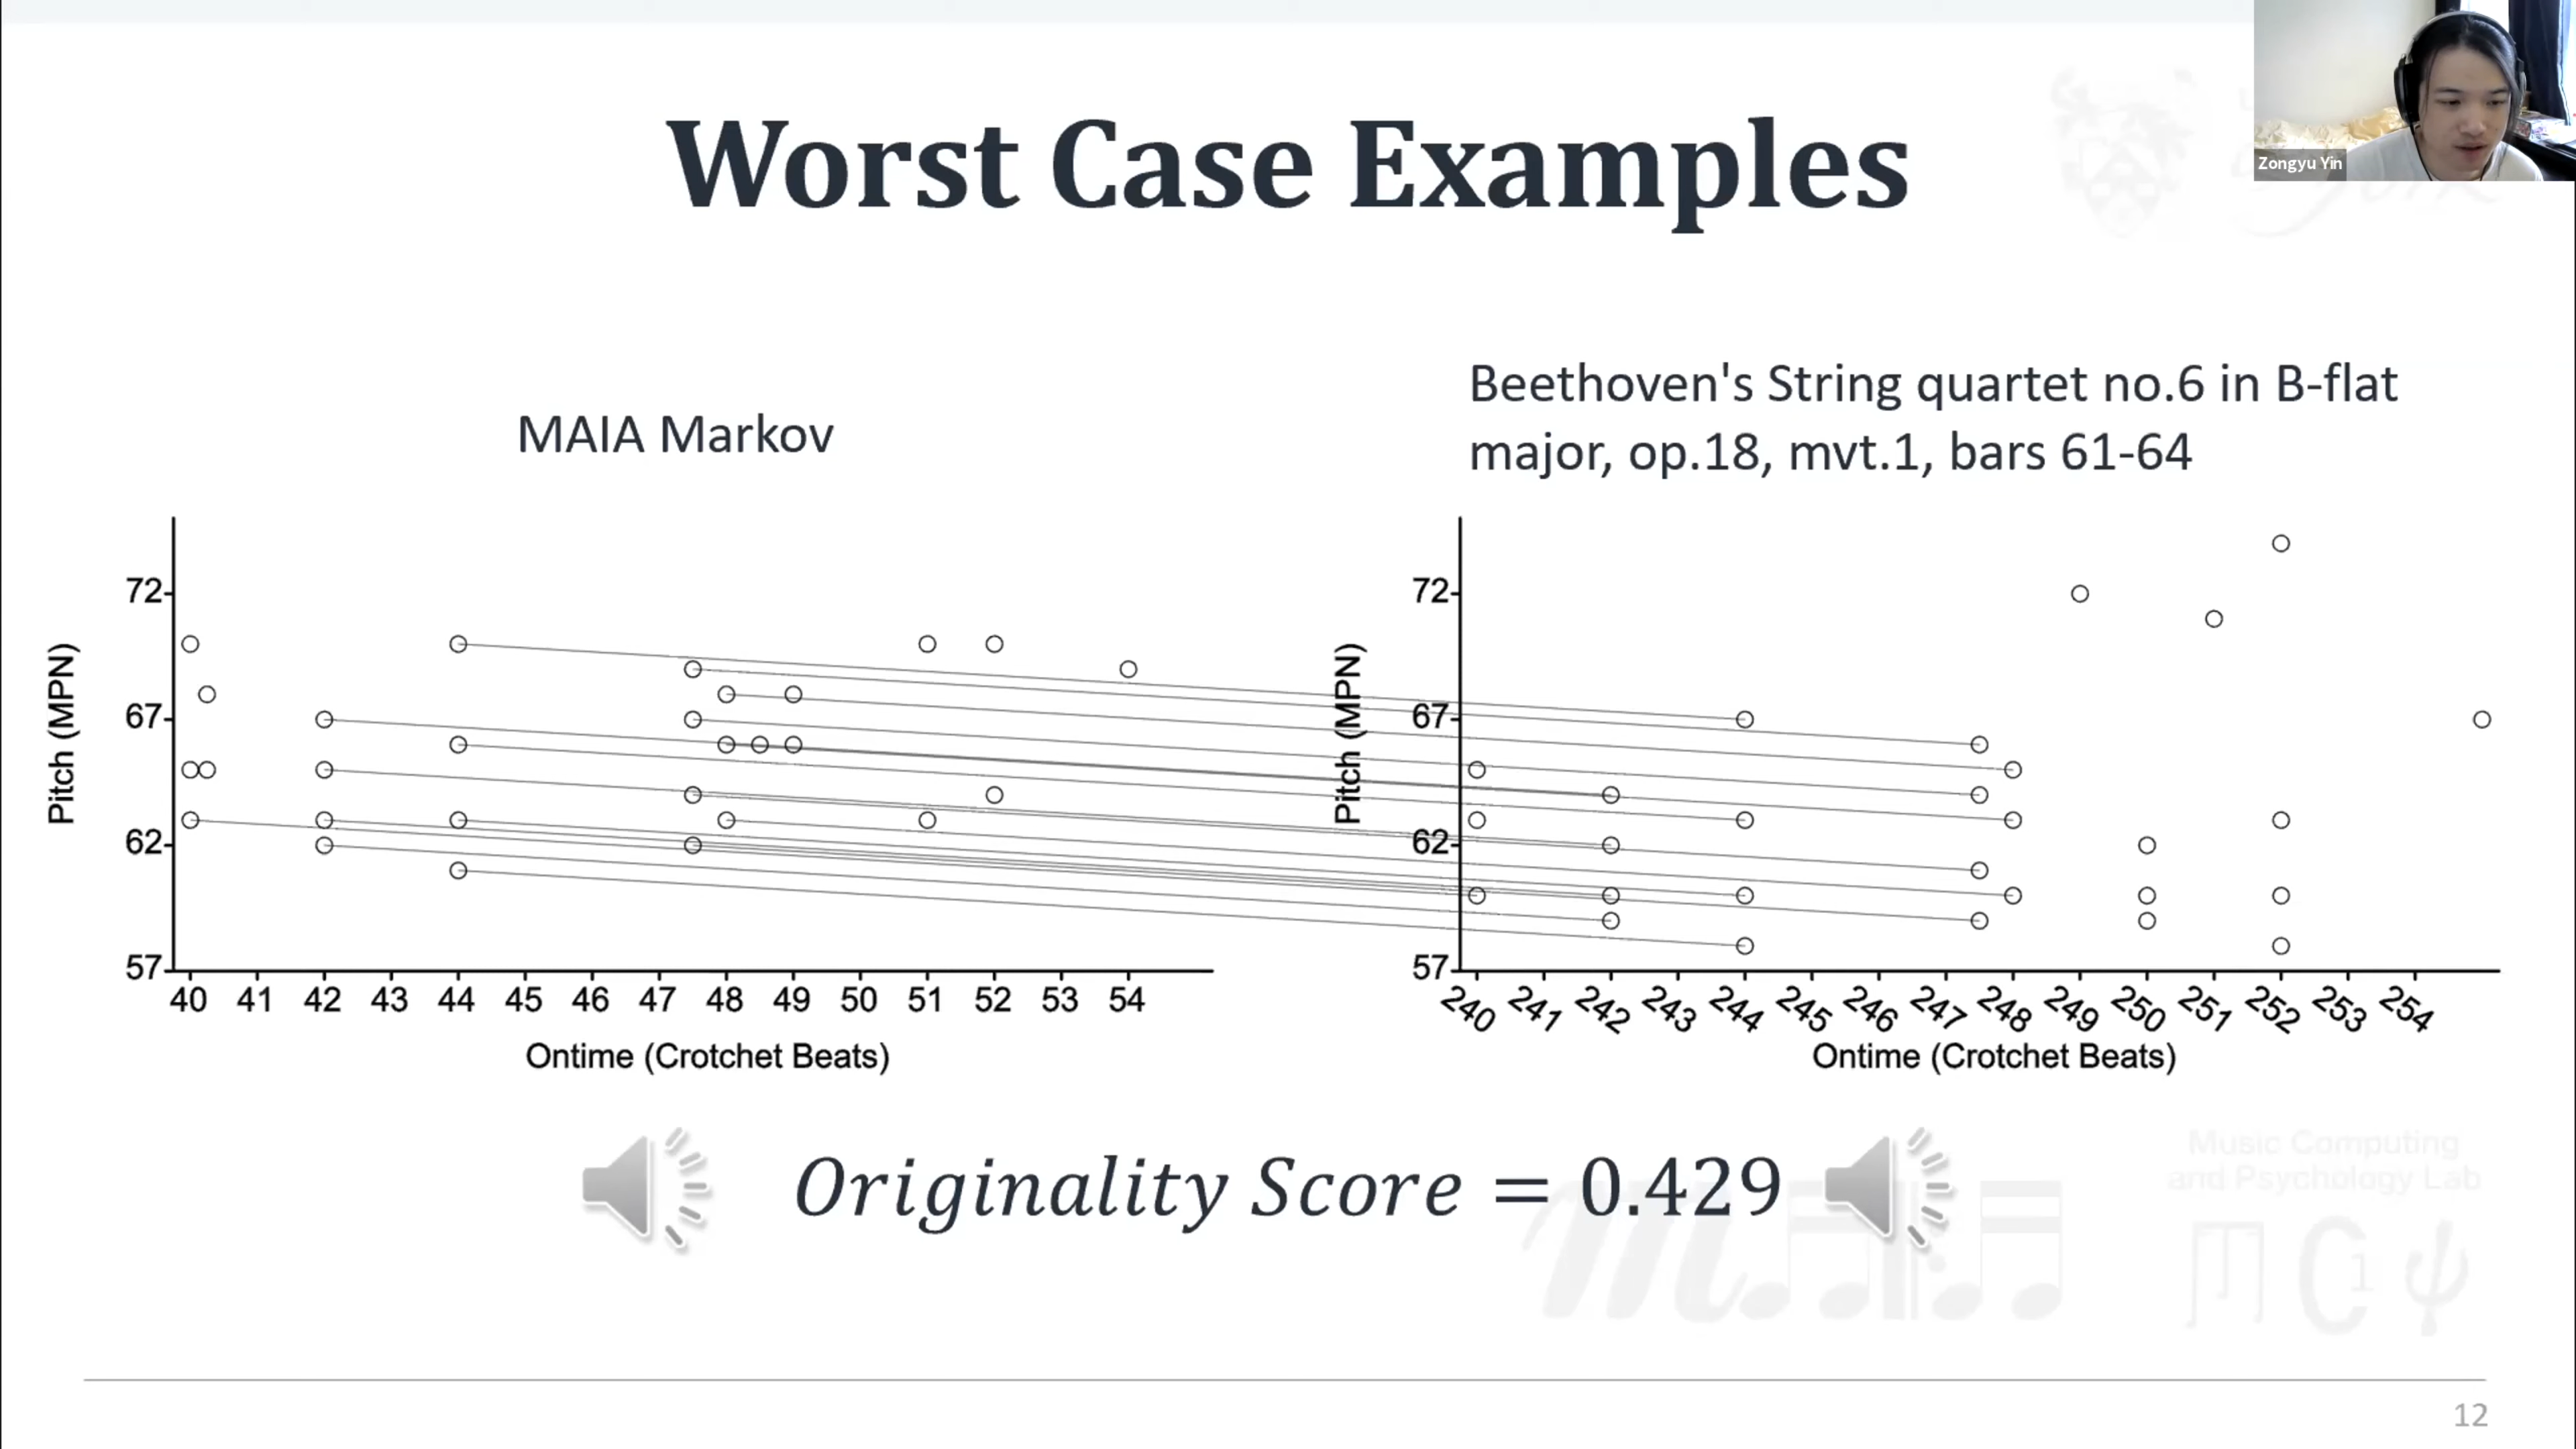 Worst Case Examples
Zongyu Yin
MAIA Markov
Beethoven's String quartet no.6 in B-flat
major, op.18, mvt.1, bars 61-64
Pitch (MPN)
72
67
62
57
40 41 42 43 44 45 46 47 48 49 50 51 52 53 54
Ontime (Crotchet Beats)
Pitch (MPN)
72
67
62
57
240 241 242 243 244 245 246 247 248 249 250 251 252 253 254
Ontime (Crotchet Beats)
Originality Score = 0.429
Music Computing
and Psychology Lab
12